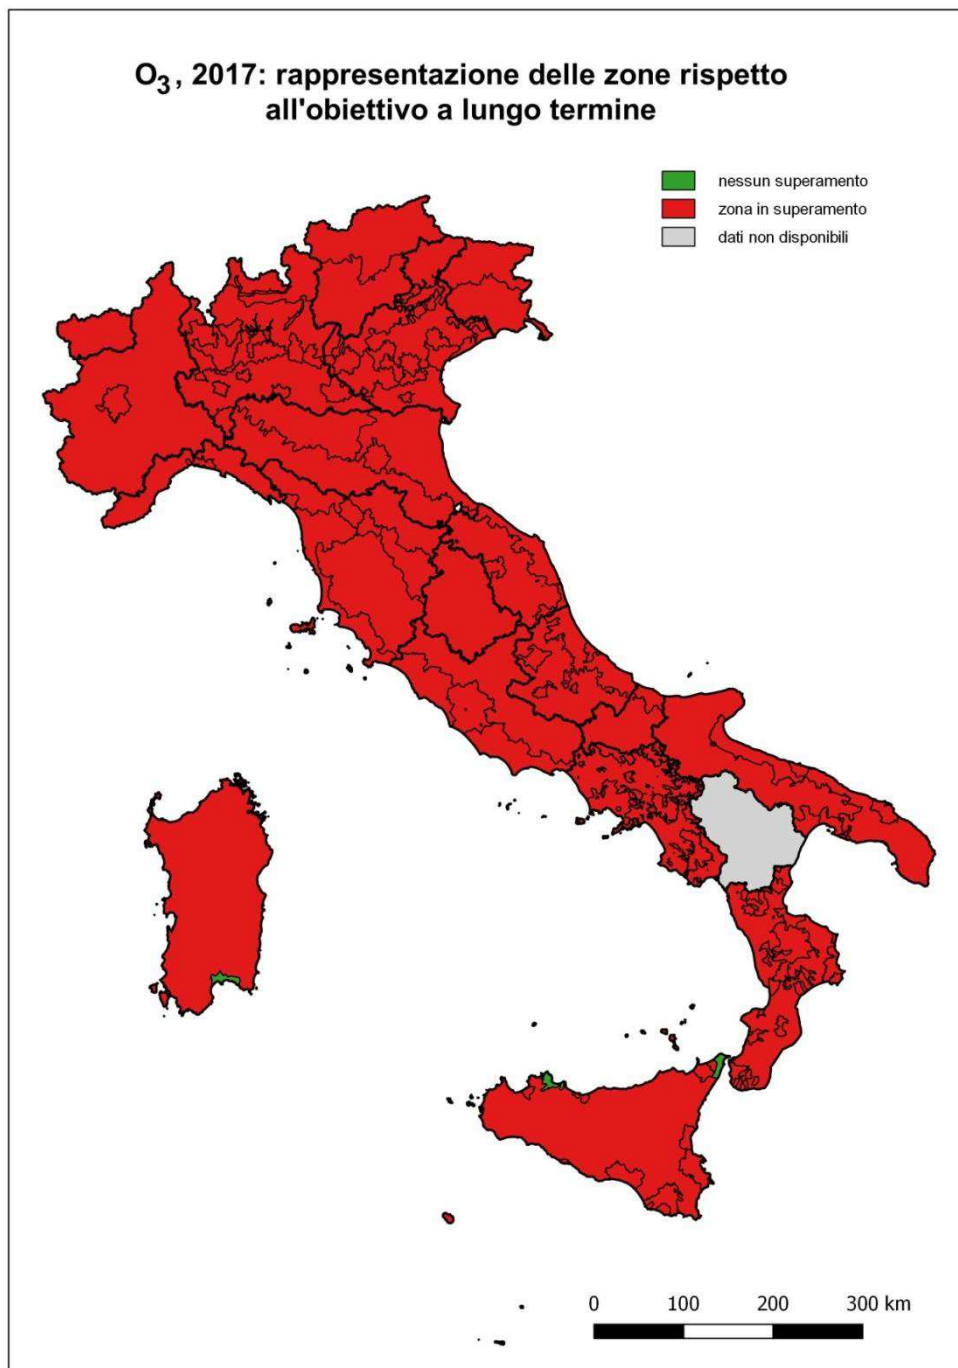 O3, 2017: rappresentazione delle zone rispetto
all'obiettivo a lungo termine
nessun superamento
zona in superamento
dati non disponibili
0 100 200 300 km